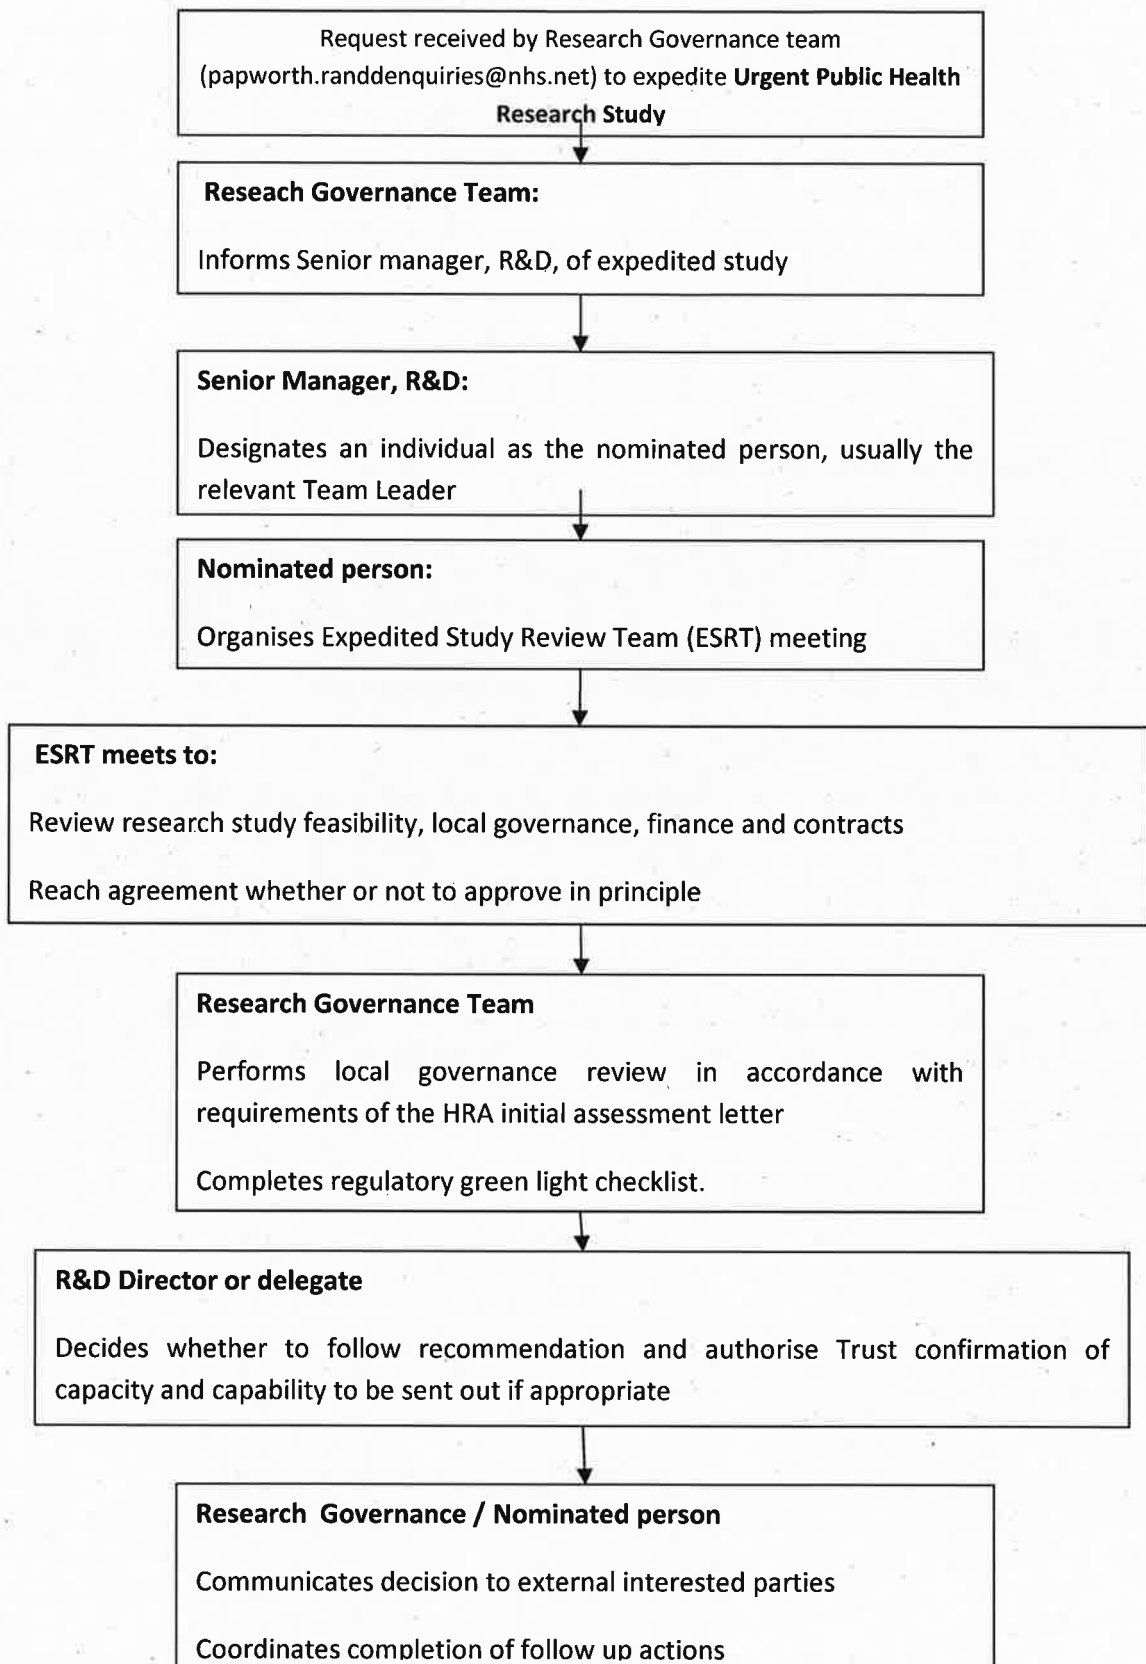 Request received by Research Governance team
(papworth.randdenquiries@nhs.net) to expedite Urgent Public Health
Research Study
Reseach Governance Team:
Informs Senior manager, R&D, of expedited study
Senior Manager, R&D:
Designates an individual as the nominated person, usually the
relevant Team Leader
Nominated person:
Organises Expedited Study Review Team (ESRT) meeting
ESRT meets to:
Review research study feasibility, local governance, finance and contracts
Reach agreement whether or not to approve in principle
Research Governance Team
Performs local governance review in accordance with
requirements of the HRA initial assessment letter
Completes regulatory green light checklist.
R&D Director or delegate
Decides whether to follow recommendation and authorise Trust confirmation of
capacity and capability to be sent out if appropriate
Research Governance / Nominated person
Communicates decision to external interested parties
Coordinates completion of follow up actions